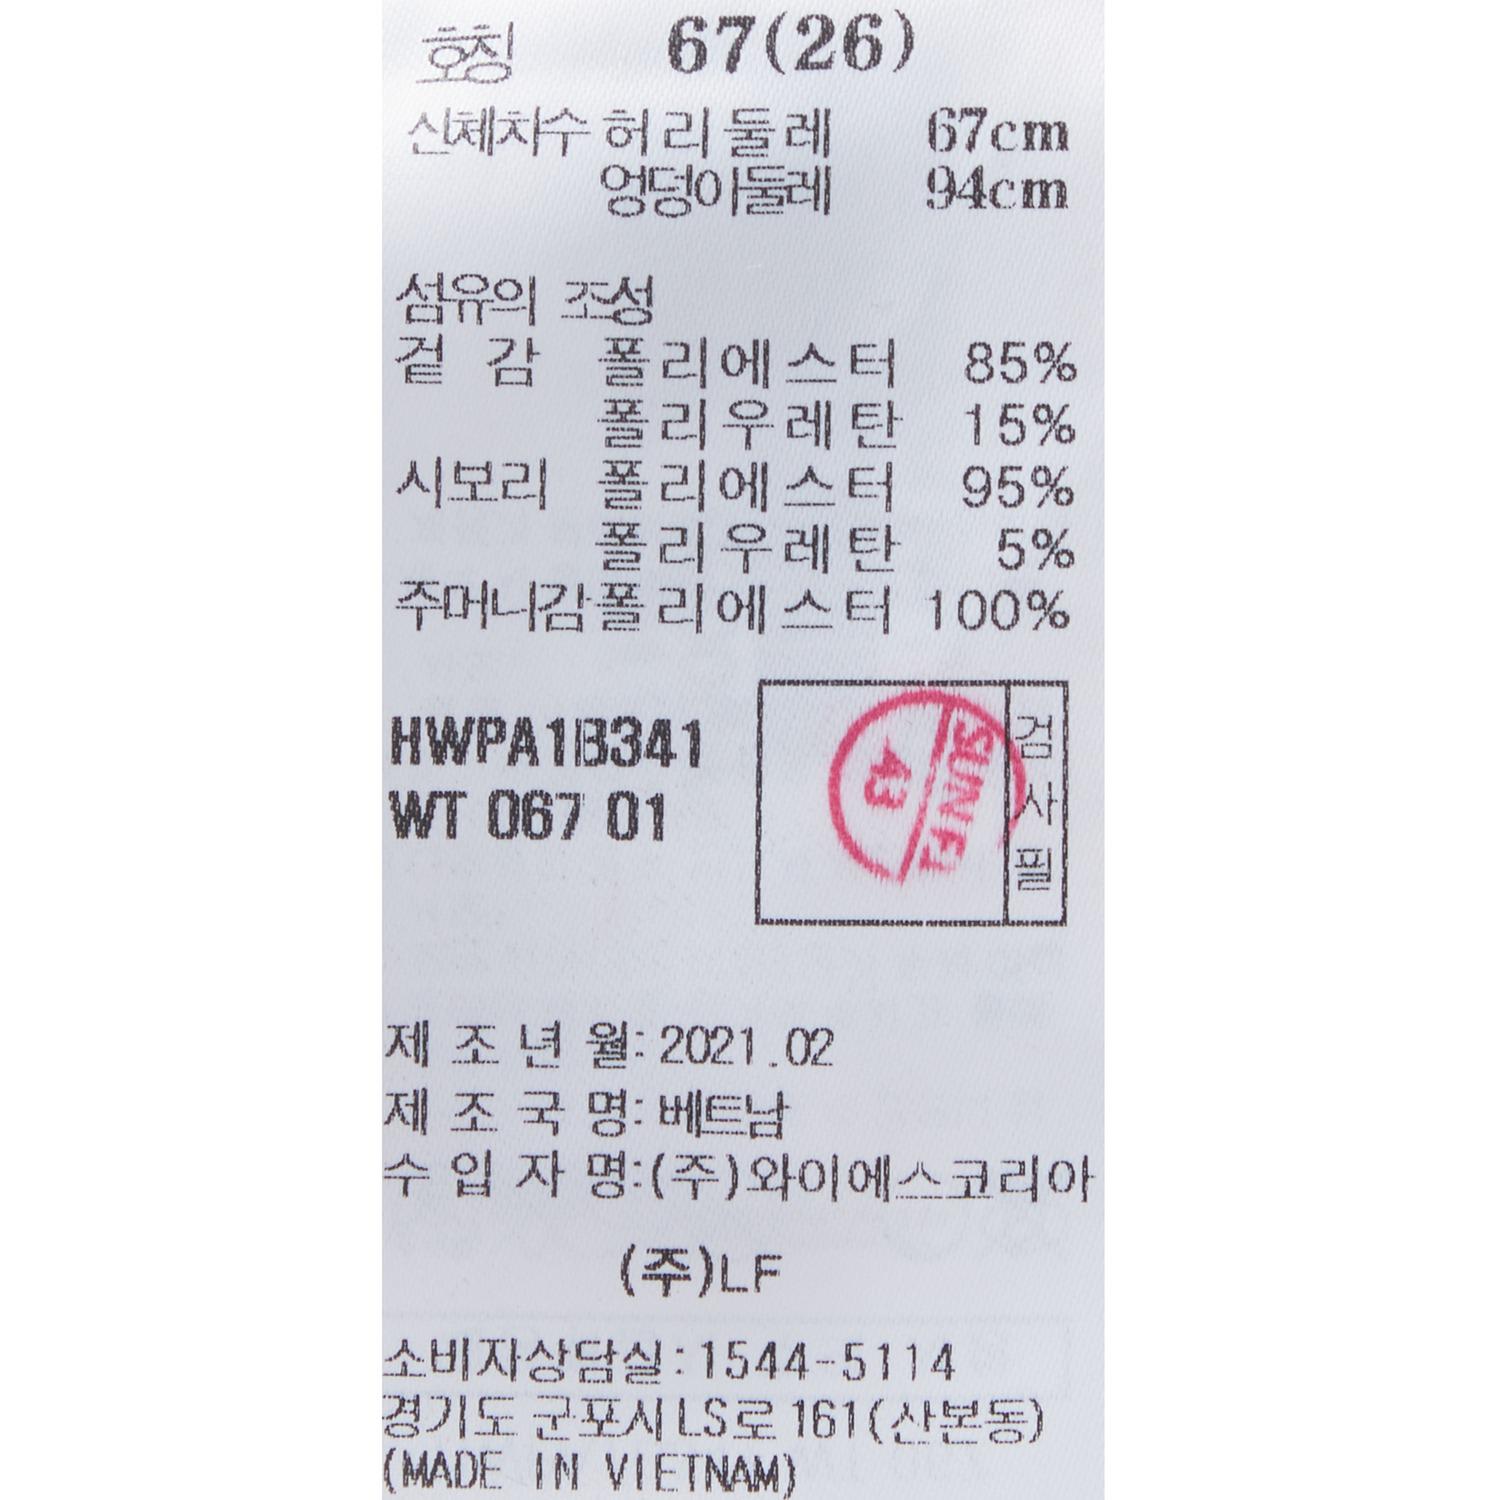 호칭 67(26)
신체치수 허리둘레 67cm
엉덩이둘레 94cm
섬유의 조성
겉 감 폴리에스터 85%
폴리우레탄 15%
시보리 폴리에스터 95%
폴리우레탄 5%
주머니감 폴리에스터 100%
HWPA1B341
WT 067 01
검사필
SUN F1
43
제 조 년 월: 2021.02
제 조 국 명: 베트남
수 입 자 명: (주)와이에스코리아
(주)LF
소비자상담실: 1544-5114
경기도 군포시 LS로 161(산본동)
(MADE IN VIETNAM)